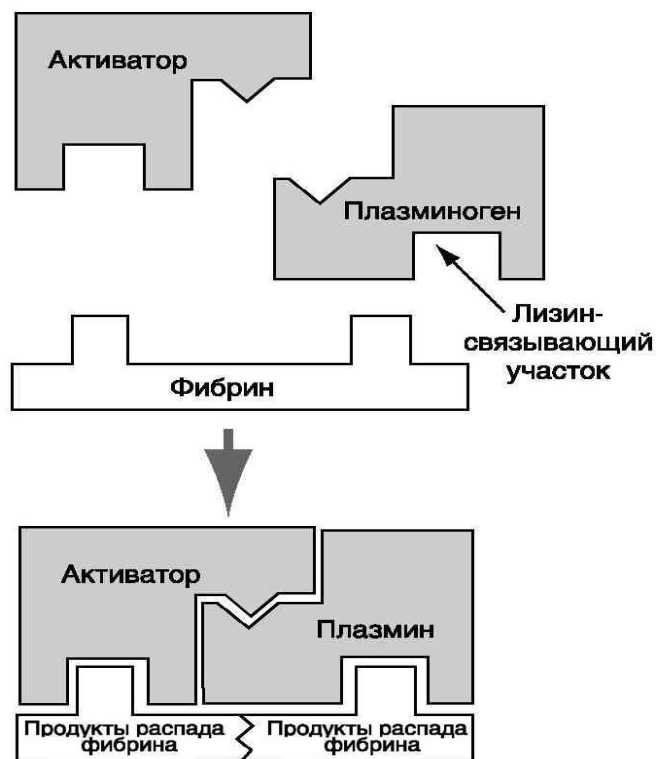 Активатор
Плазминоген
Лизин-
связывающий
участок
Фибрин
Активатор
Плазмин
Продукты распада
фибрина
Продукты распада
фибрина